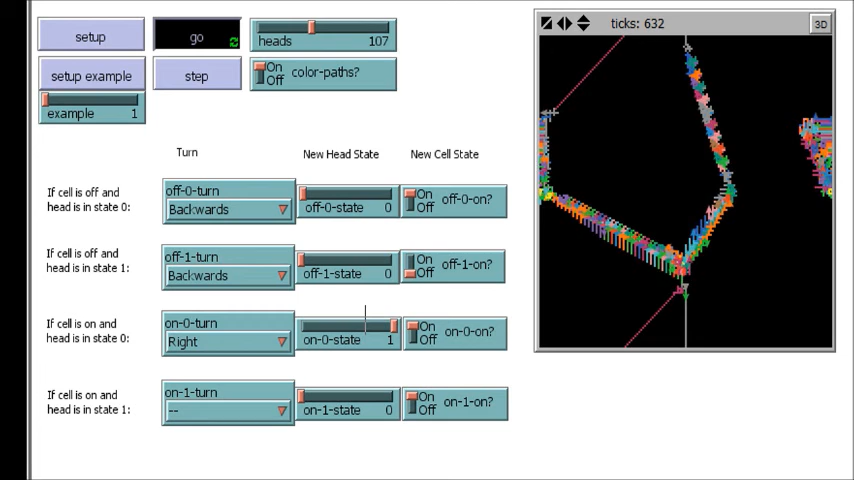 setup
go
heads
107
ticks: 632
3D
setup example
step
On
Off
color-paths?
example
1
Turn
New Head State
New Cell State
If cell is off and
head is in state 0:
off-0-turn
Backwards
off-0-state
0
On
Off
off-0-on?
If cell is off and
head is in state 1:
off-1-turn
Backwards
off-1-state
0
On
Off
off-1-on?
If cell is on and
head is in state 0:
on-0-turn
Right
on-0-state
1
On
Off
on-0-on?
If cell is on and
head is in state 1:
on-1-turn
--
on-1-state
0
On
Off
on-1-on?